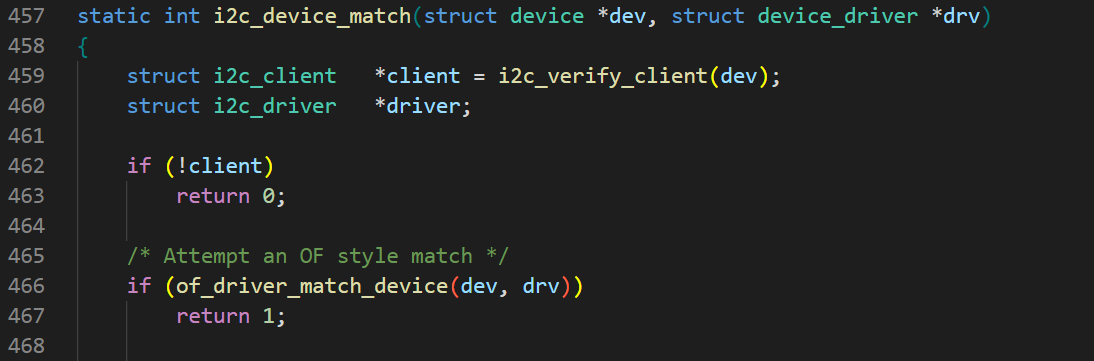 457 static int i2c_device_match(struct device *dev, struct device_driver *drv)
458 {
459     struct i2c_client   *client = i2c_verify_client(dev);
460     struct i2c_driver   *driver;
461
462     if (!client)
463         return 0;
464
465     /* Attempt an OF style match */
466     if (of_driver_match_device(dev, drv))
467         return 1;
468